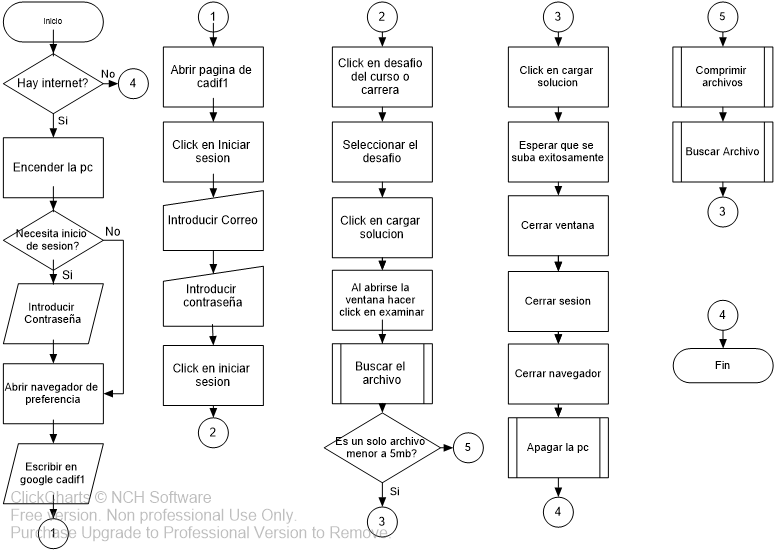 Inicio
Hay internet?
No
4
Si
Encender la pc
Necesita inicio
de sesion?
No
Si
Introducir
Contraseña
Abrir navegador de
preferencia
Escribir en
google cadif1
1
1
Abrir pagina de
cadif1
Click en Iniciar
sesion
Introducir Correo
Introducir
contraseña
Click en iniciar
sesion
2
2
Click en desafio
del curso o
carrera
Seleccionar el
desafio
Click en cargar
solucion
Al abrirse la
ventana hacer
click en examinar
Buscar el
archivo
Es un solo archivo
menor a 5mb?
5
Si
3
3
Click en cargar
solucion
Esperar que se
suba exitosamente
Cerrar ventana
Cerrar sesion
Cerrar navegador
Apagar la pc
4
5
Comprimir
archivos
Buscar Archivo
3
4
Fin
ClickCharts © NCH Software
Free version. Non professional Use Only.
Purchase Upgrade to Professional Version to Remove